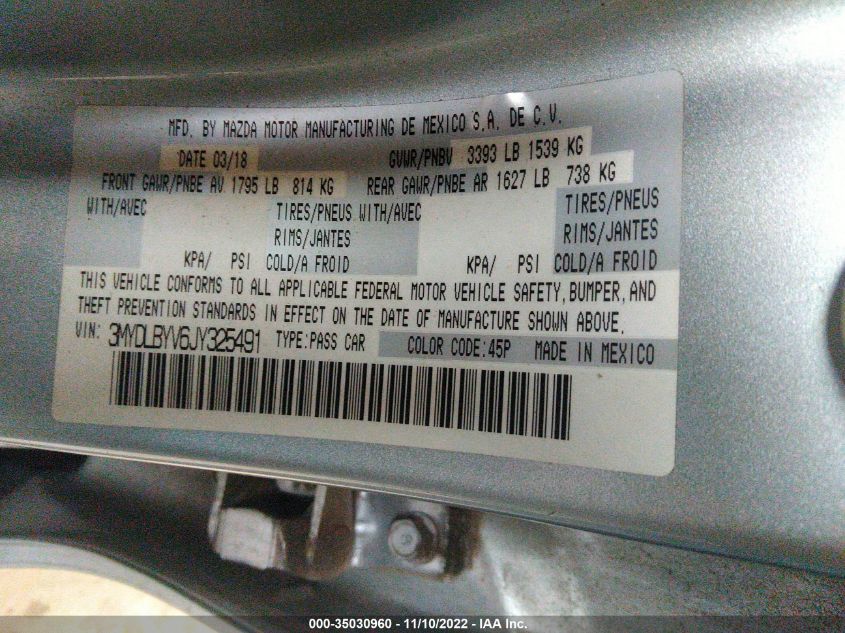 MFD. BY MAZDA MOTOR MANUFACTURING DE MEXICO S.A. DE C.V.
DATE 03/18 GVWR/PNBV 3393 LB 1539 KG
FRONT GAWR/PNBE AV 1795 LB 814 KG REAR GAWR/PNBE AR 1627 LB 738 KG
WITH/AVEC TIRES/PNEUS WITH/AVEC TIRES/PNEUS
RIMS/JANTES RIMS/JANTES
KPA/ PSI COLD/A FROID KPA/ PSI COLD/A FROID
THIS VEHICLE CONFORMS TO ALL APPLICABLE FEDERAL MOTOR VEHICLE SAFETY, BUMPER, AND
THEFT PREVENTION STANDARDS IN EFFECT ON THE DATE OF MANUFACTURE SHOWN ABOVE.
VIN: 3MYDLBYV6JY325491 TYPE:PASS CAR COLOR CODE:45P MADE IN MEXICO
000-35030960 - 11/10/2022 - IAA Inc.